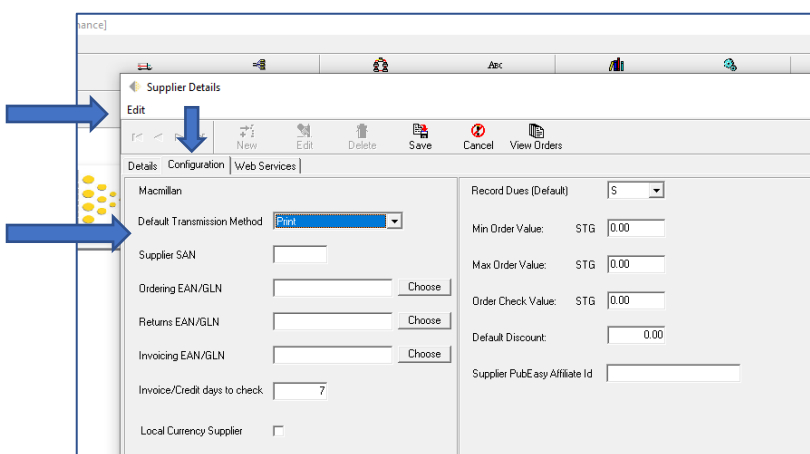 nance]
ABC
Supplier Details
Edit
New Edit Delete Save Cancel View Orders
Details Configuration Web Services
Macmillan
Default Transmission Method Print
Supplier SAN
Ordering EAN/GLN Choose
Returns EAN/GLN Choose
Invoicing EAN/GLN Choose
Invoice/Credit days to check 7
Local Currency Supplier
Record Dues (Default) S
Min Order Value: STG 0.00
Max Order Value: STG 0.00
Order Check Value: STG 0.00
Default Discount: 0.00
Supplier PubEasy Affiliate Id